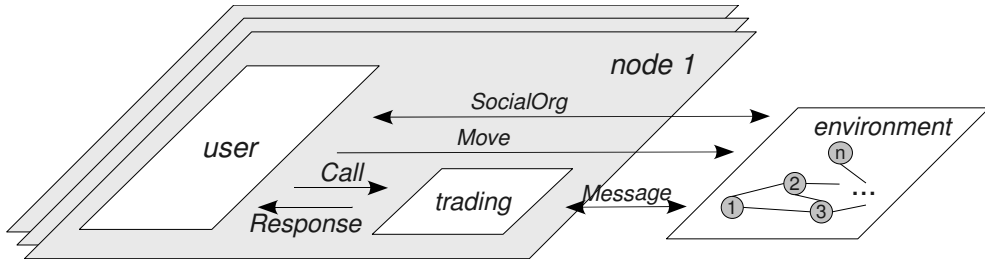 node 1
SocialOrg
environment
user
Move
n
Call
2
...
trading
Message
1
3
Response